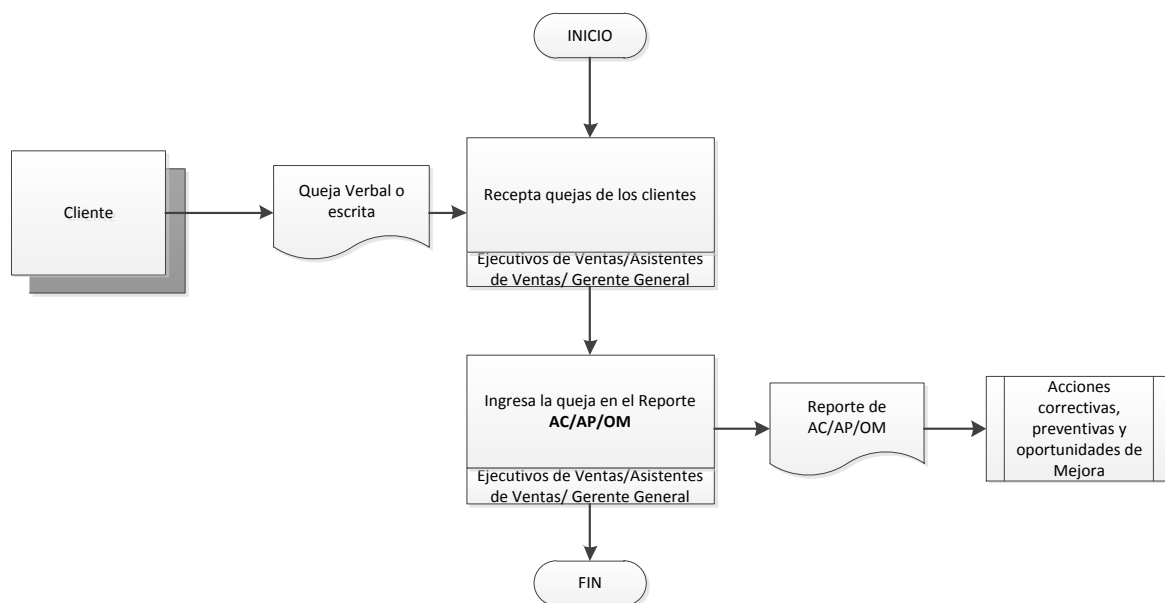 INICIO
Cliente
Queja Verbal o
escrita
Recepta quejas de los clientes
Ejecutivos de Ventas/Asistentes
de Ventas/ Gerente General
Ingresa la queja en el Reporte
AC/AP/OM
Ejecutivos de Ventas/Asistentes
de Ventas/ Gerente General
Reporte de
AC/AP/OM
Acciones
correctivas,
preventivas y
oportunidades de
Mejora
FIN